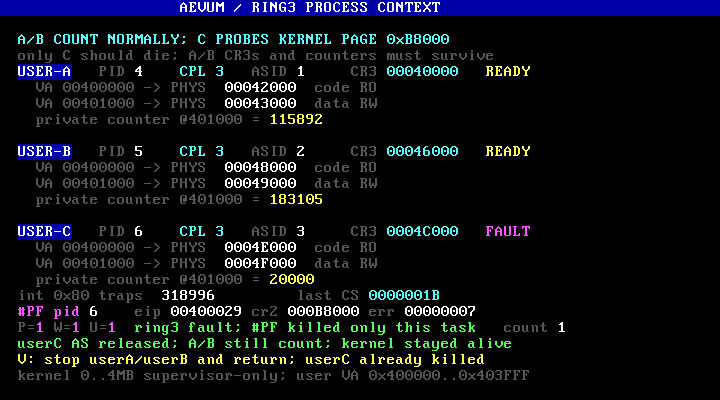 AEVUM / RING3 PROCESS CONTEXT
A/B COUNT NORMALLY; C PROBES KERNEL PAGE 0xB8000
only C should die; A/B CR3s and counters must survive
USER-A PID 4 CPL 3 ASID 1 CR3 00040000 READY
VA 00400000 -> PHYS 00042000 code RO
VA 00401000 -> PHYS 00043000 data RW
private counter @401000 = 115892
USER-B PID 5 CPL 3 ASID 2 CR3 00046000 READY
VA 00400000 -> PHYS 00048000 code RO
VA 00401000 -> PHYS 00049000 data RW
private counter @401000 = 183105
USER-C PID 6 CPL 3 ASID 3 CR3 0004C000 FAULT
VA 00400000 -> PHYS 0004E000 code RO
VA 00401000 -> PHYS 0004F000 data RW
private counter @401000 = 20000
int 0x80 traps 318996 last CS 0000001B
#PF pid 6 eip 00400029 cr2 000B8000 err 00000007
P=1 W=1 U=1 ring3 fault; #PF killed only this task count 1
userC AS released; A/B still count; kernel stayed alive
V: stop userA/userB and return; userC already killed
kernel 0..4MB supervisor-only; user VA 0x400000..0x403FFF